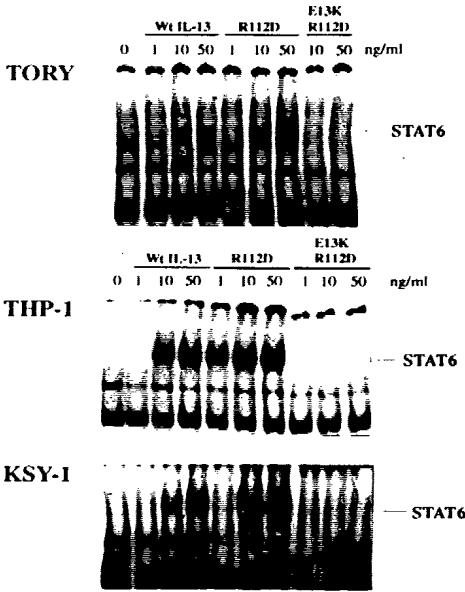 Wt IL-13 R112D E13K R112D
0 1 10 50 1 10 50 10 50 ng/ml
TORY
STAT6
Wt IL-13 R112D E13K R112D
0 1 10 50 1 10 50 1 10 50 ng/ml
THP-1
STAT6
KSY-1
STAT6